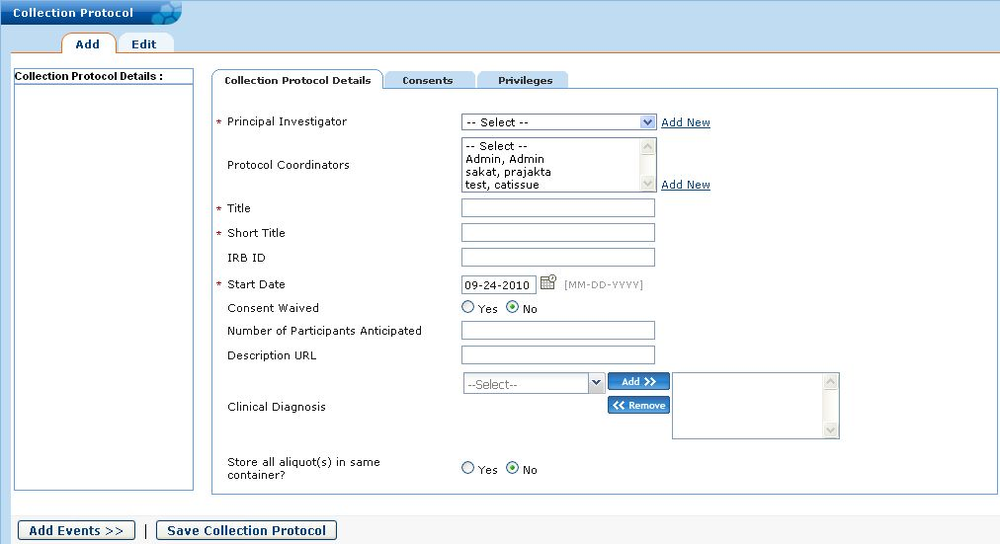 Collection Protocol
Add Edit
Collection Protocol Details :
Collection Protocol Details Consents Privileges
* Principal Investigator -- Select -- Add New
-- Select --
Admin, Admin
Protocol Coordinators sakat, prajakta
test, catissue Add New
* Title
* Short Title
IRB ID
* Start Date 09-24-2010 [MM-DD-YYYY]
Consent Waived Yes No
Number of Participants Anticipated
Description URL
--Select-- Add >>
Clinical Diagnosis << Remove
Store all aliquot(s) in same
container? Yes No
Add Events >> | Save Collection Protocol